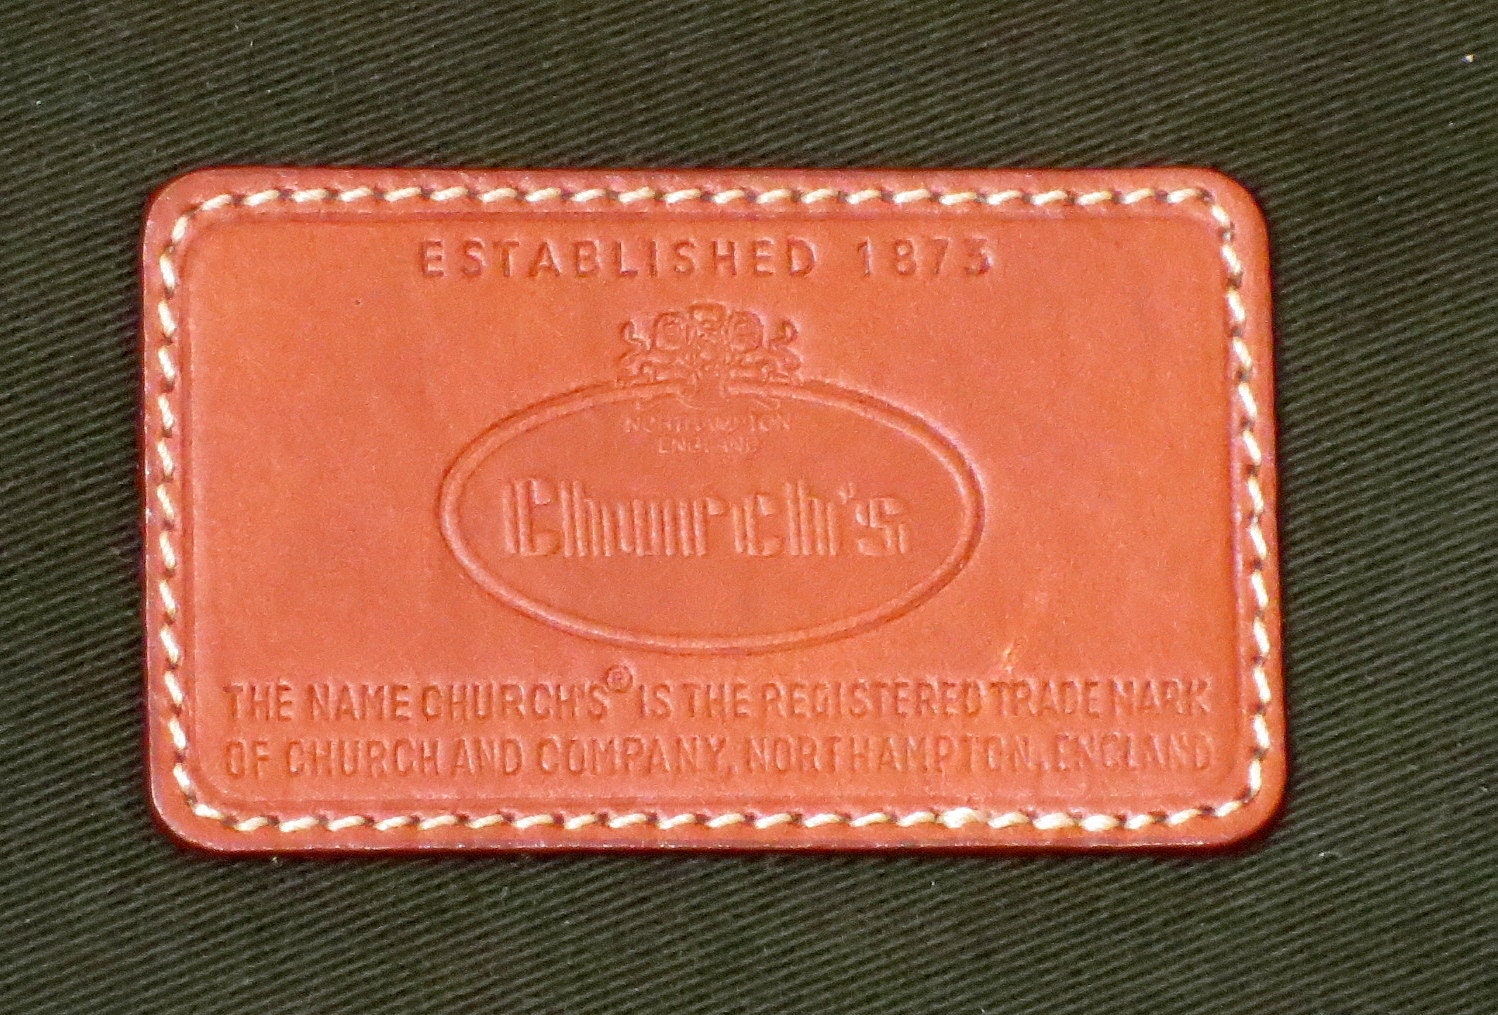 ESTABLISHED 1873
NORTHAMPTON
ENGLAND
Church's
THE NAME CHURCH'S® IS THE REGISTERED TRADE MARK
OF CHURCH AND COMPANY, NORTHAMPTON, ENGLAND